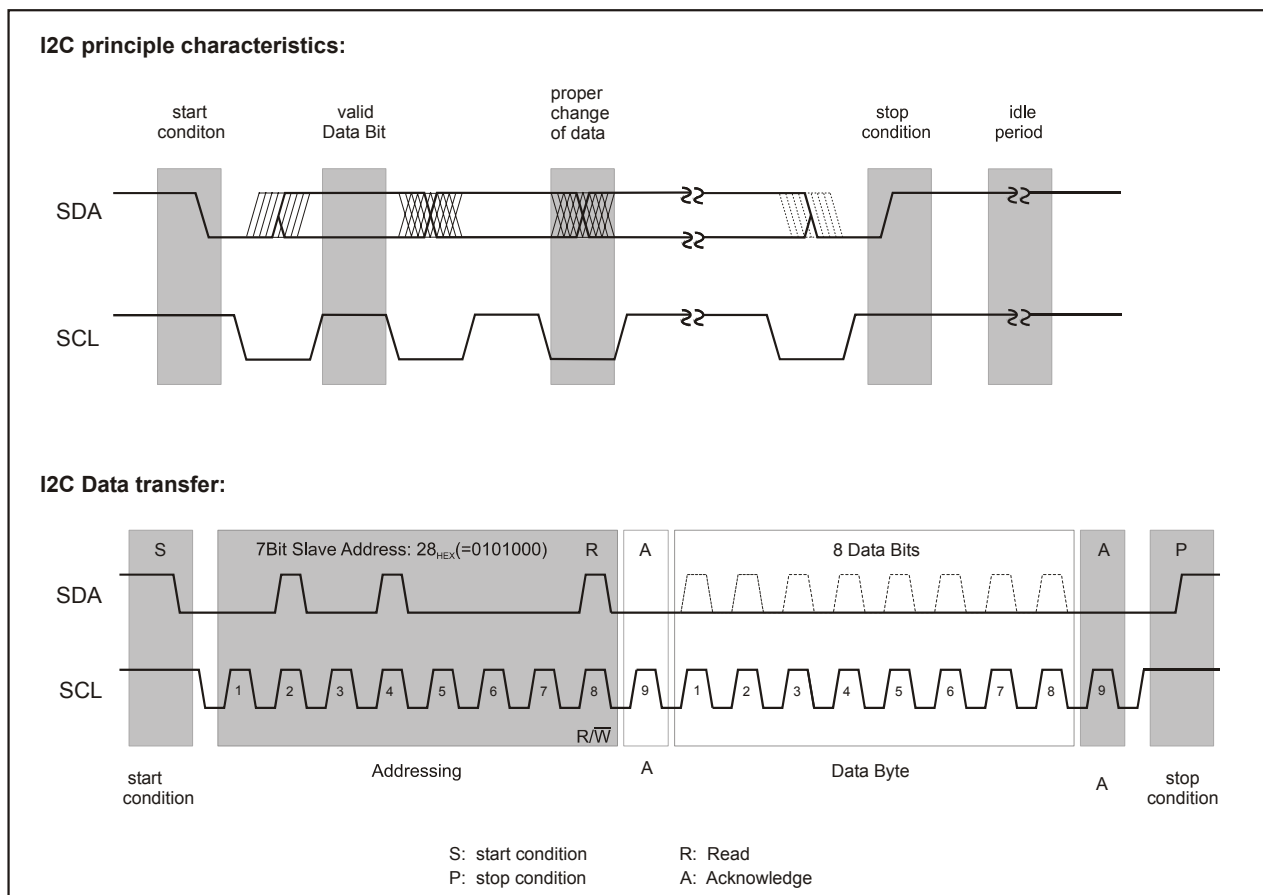 I2C principle characteristics:
start
conditon
valid
Data Bit
proper
change
of data
stop
condition
idle
period
SDA
SCL
I2C Data transfer:
S
7Bit Slave Address: 28HEX(=0101000)
R
A
8 Data Bits
A
P
SDA
SCL
1
2
3
4
5
6
7
8
9
1
2
3
4
5
6
7
8
9
R/W̅
start
condition
Addressing
A
Data Byte
A
stop
condition
S: start condition
R: Read
P: stop condition
A: Acknowledge